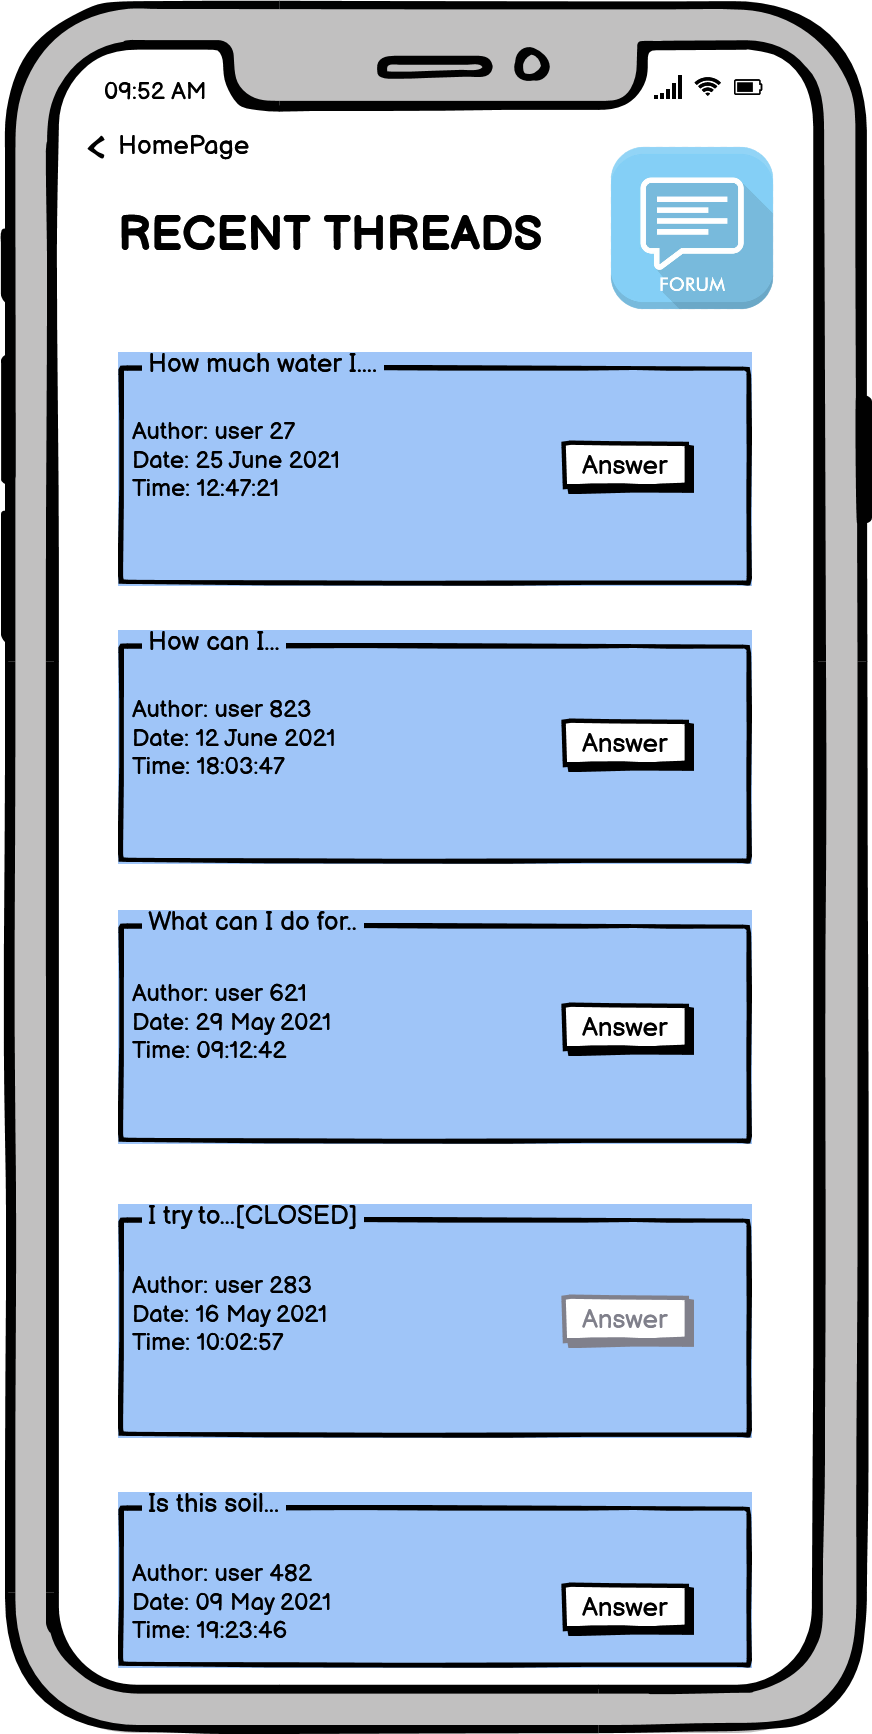 09:52 AM
< HomePage
RECENT THREADS
FORUM
How much water I....
Author: user 27
Date: 25 June 2021
Time: 12:47:21
Answer
How can I...
Author: user 823
Date: 12 June 2021
Time: 18:03:47
Answer
What can I do for..
Author: user 621
Date: 29 May 2021
Time: 09:12:42
Answer
I try to...[CLOSED]
Author: user 283
Date: 16 May 2021
Time: 10:02:57
Answer
Is this soil...
Author: user 482
Date: 09 May 2021
Time: 19:23:46
Answer